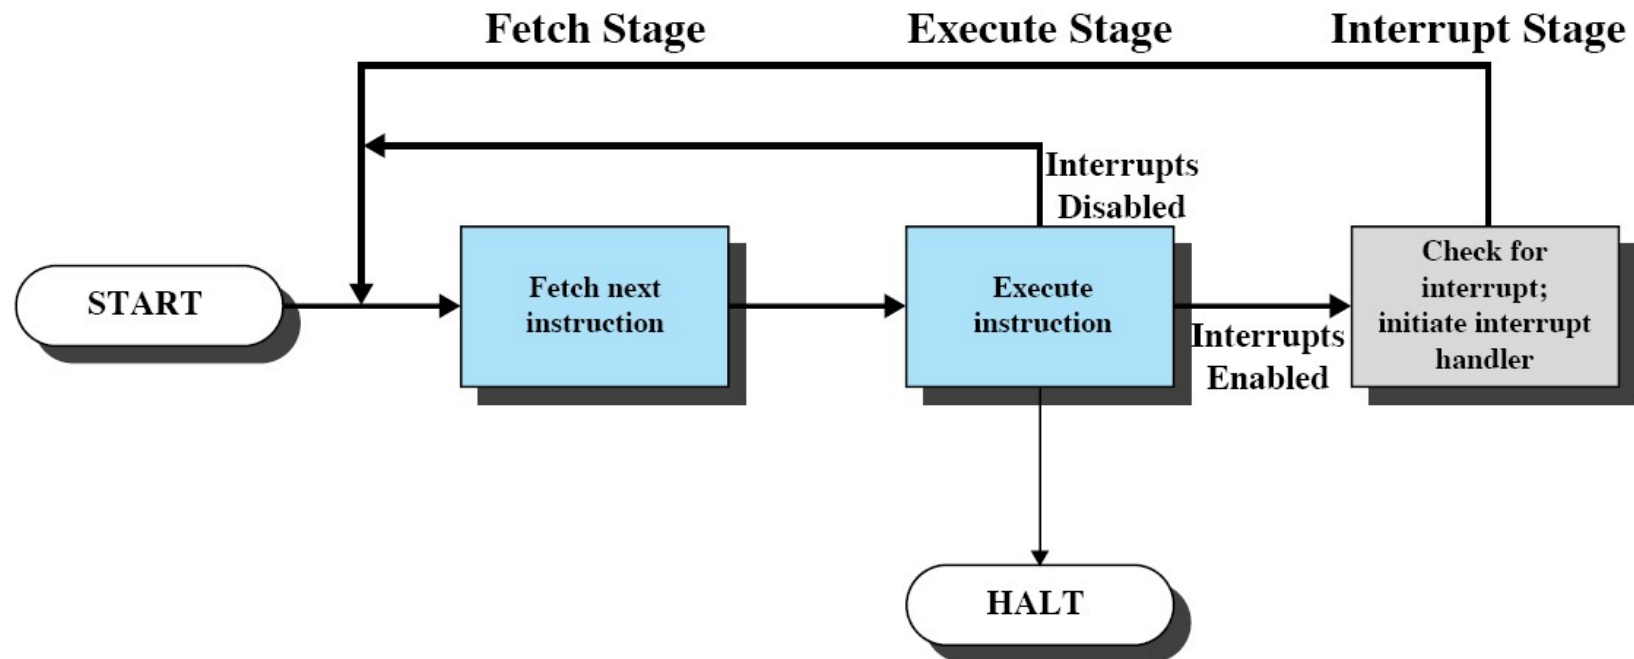 Fetch Stage
Execute Stage
Interrupt Stage
Interrupts
Disabled
START
Fetch next
instruction
Execute
instruction
Interrupts
Enabled
Check for
interrupt;
initiate interrupt
handler
HALT